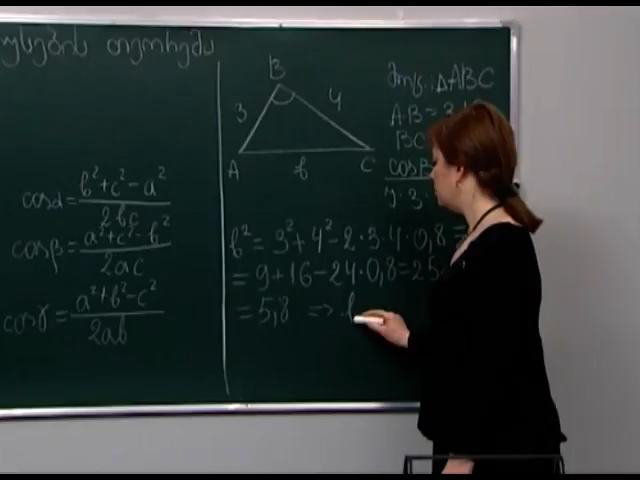 თეორემა
cosα = b²+c²-a² / 2bc
cosβ = a²+c²-b² / 2ac
cosγ = a²+b²-c² / 2ab
B
3
4
A
b
C
მოც.: ΔABC
AB = 3
BC
cosB
b² = 3²+4²-2·3·4·0,8 =
= 9+16-24·0,8=25
= 5,8 ⇒ b